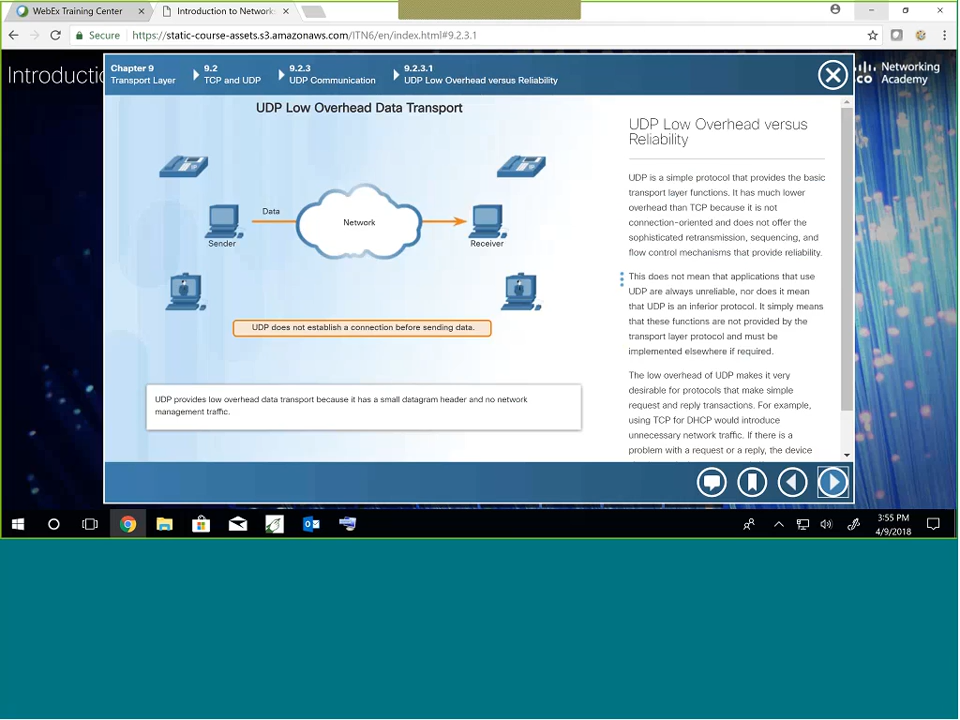 WebEx Training Center
Introduction to Network
Secure
https://static-course-assets.s3.amazonaws.com/ITN6/en/index.html#9.2.3.1
Networking
Academy
Chapter 9
Transport Layer
9.2
TCP and UDP
9.2.3
UDP Communication
9.2.3.1
UDP Low Overhead versus Reliability
UDP Low Overhead Data Transport
Data
Network
Sender
Receiver
UDP does not establish a connection before sending data.
UDP provides low overhead data transport because it has a small datagram header and no network
management traffic.
UDP Low Overhead versus
Reliability
UDP is a simple protocol that provides the basic
transport layer functions. It has much lower
overhead than TCP because it is not
connection-oriented and does not offer the
sophisticated retransmission, sequencing, and
flow control mechanisms that provide reliability.
This does not mean that applications that use
UDP are always unreliable, nor does it mean
that UDP is an inferior protocol. It simply means
that these functions are not provided by the
transport layer protocol and must be
implemented elsewhere if required.
The low overhead of UDP makes it very
desirable for protocols that make simple
request and reply transactions. For example,
using TCP for DHCP would introduce
unnecessary network traffic. If there is a
problem with a request or a reply, the device
3:55 PM
4/9/2018